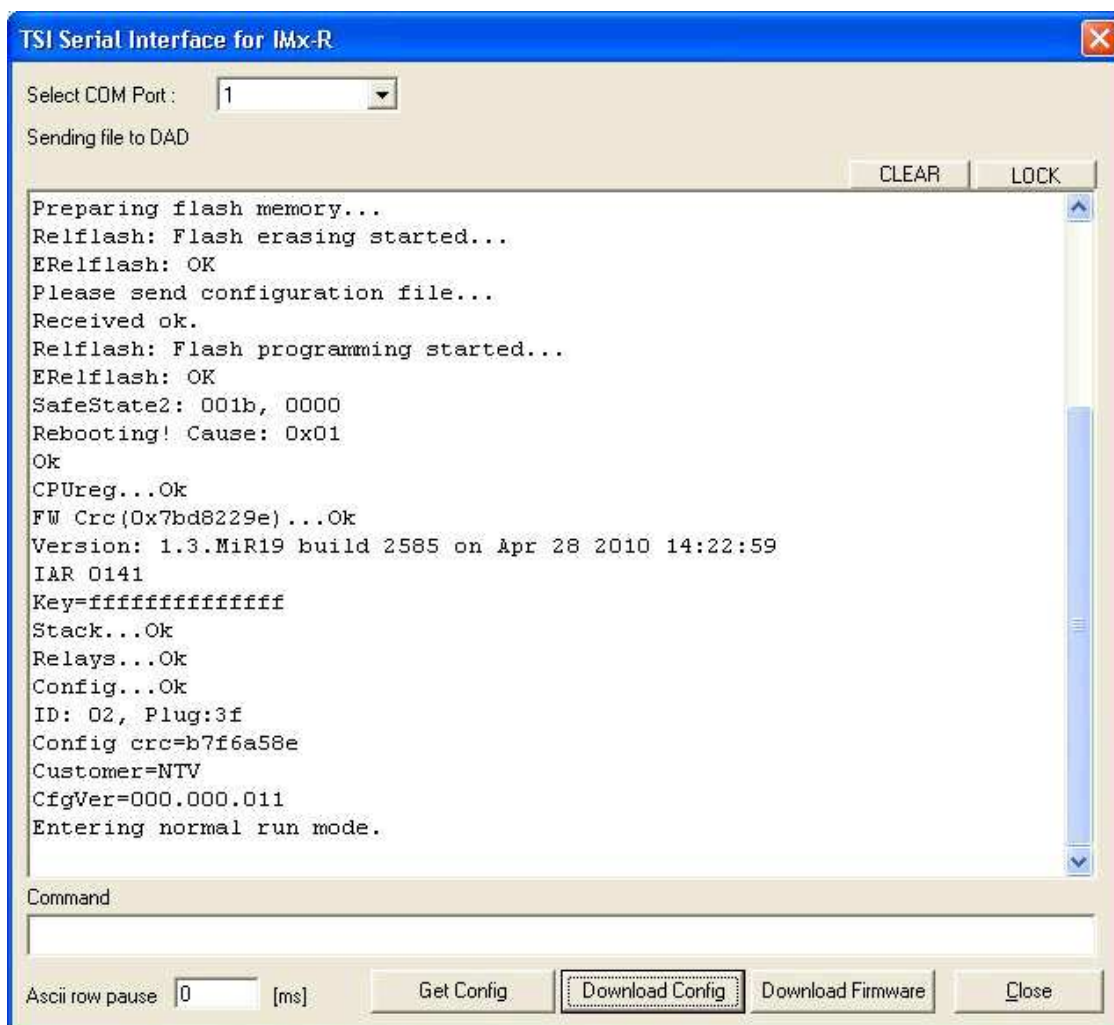 TSI Serial Interface for IMx-R
Select COM Port : 1
Sending file to DAD
CLEAR LOCK
Preparing flash memory...
Relflash: Flash erasing started...
ERelflash: OK
Please send configuration file...
Received ok.
Relflash: Flash programming started...
ERelflash: OK
SafeState2: 001b, 0000
Rebooting! Cause: 0x01
Ok
CPUreg...Ok
FW Crc(0x7bd8229e)...Ok
Version: 1.3.MiR19 build 2585 on Apr 28 2010 14:22:59
IAR 0141
Key=ffffffffffffff
Stack...Ok
Relays...Ok
Config...Ok
ID: 02, Plug:3f
Config crc=b7f6a58e
Customer=NTV
CfgVer=000.000.011
Entering normal run mode.
Command
Ascii row pause 0 [ms] Get Config Download Config Download Firmware Close